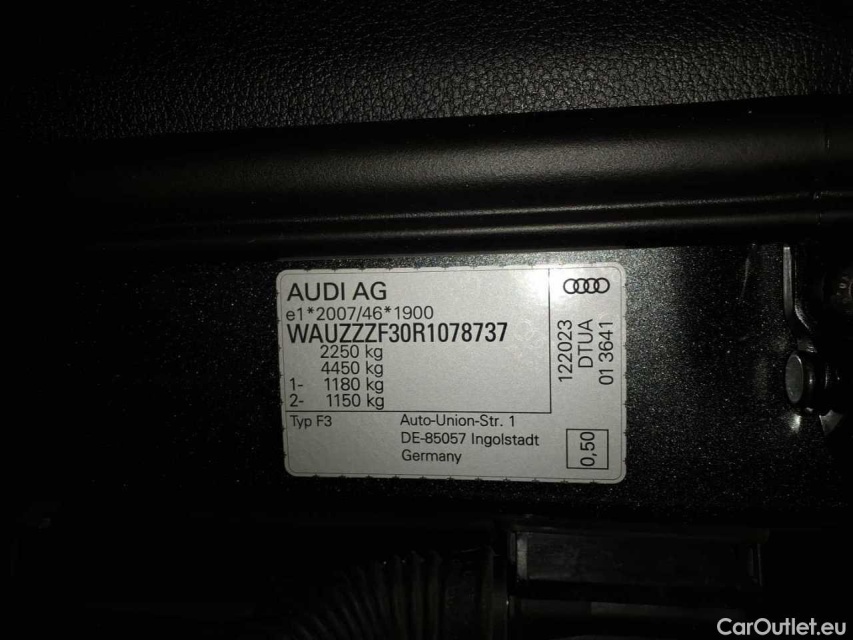 AUDI AG
e1*2007/46*1900
WAUZZZF30R1078737
2250 kg
4450 kg
1- 1180 kg
2- 1150 kg
Typ F3
Auto-Union-Str. 1
DE-85057 Ingolstadt
Germany
122023
DTUA
01 3641
0,50
CarOutlet.eu